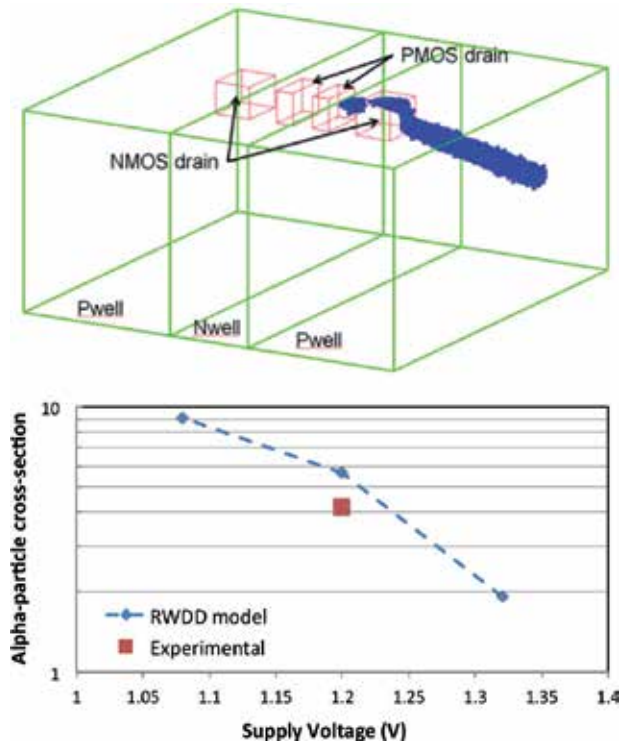 PMOS drain
NMOS drain
Pwell
Nwell
Pwell
Alpha-particle cross-section
10
1
RWDD model
Experimental
1
1.05
1.1
1.15
1.2
1.25
1.3
1.35
1.4
Supply Voltage (V)